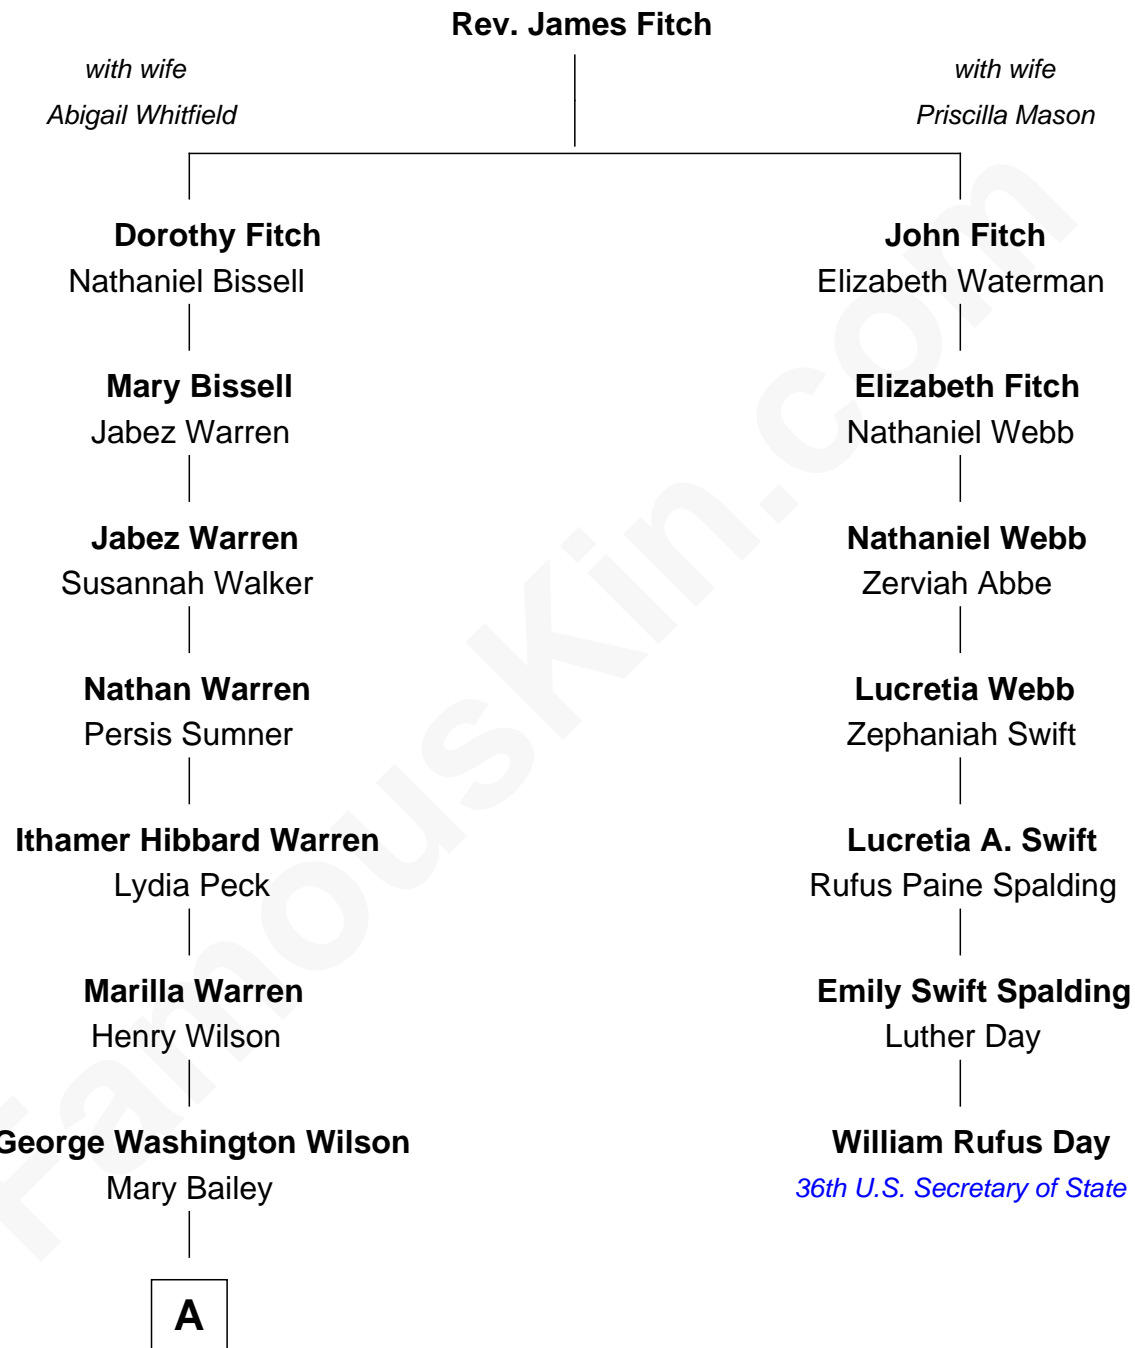 Rev. James Fitch
with wife
Abigail Whitfield
with wife
Priscilla Mason
Dorothy Fitch
Nathaniel Bissell
John Fitch
Elizabeth Waterman
Mary Bissell
Jabez Warren
Elizabeth Fitch
Nathaniel Webb
Jabez Warren
Susannah Walker
Nathaniel Webb
Zerviah Abbe
Nathan Warren
Persis Sumner
Lucretia Webb
Zephaniah Swift
Ithamer Hibbard Warren
Lydia Peck
Lucretia A. Swift
Rufus Paine Spalding
Marilla Warren
Henry Wilson
Emily Swift Spalding
Luther Day
George Washington Wilson
Mary Bailey
William Rufus Day
36th U.S. Secretary of State
A
FamousKin.com